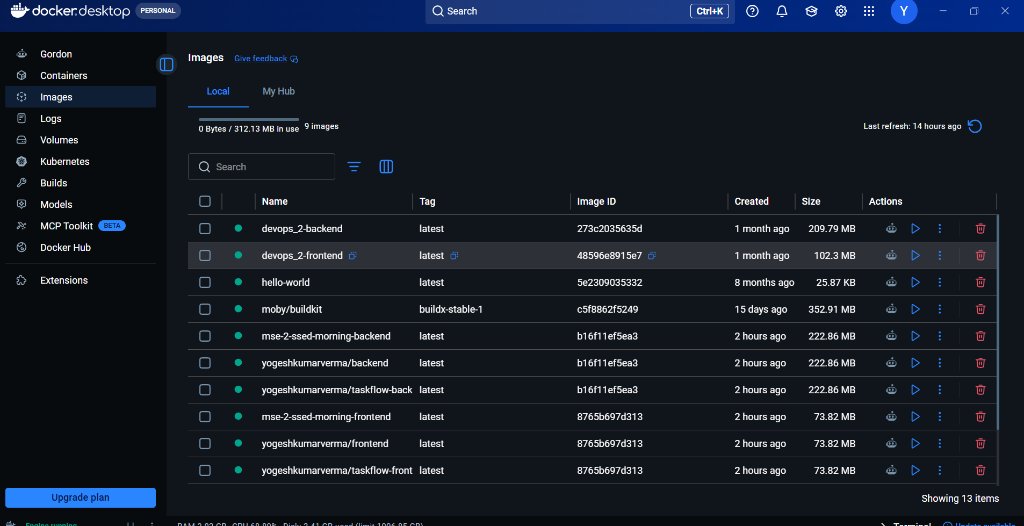 docker.desktop PERSONAL Search Ctrl+K Y
Gordon
Containers
Images
Logs
Volumes
Kubernetes
Builds
Models
MCP Toolkit BETA
Docker Hub
Extensions
Upgrade plan
Images Give feedback
Local My Hub
0 Bytes / 312.13 MB in use 9 images
Last refresh: 14 hours ago
Search
Name Tag Image ID Created Size Actions
devops_2-backend latest 273c2035635d 1 month ago 209.79 MB
devops_2-frontend latest 48596e8915e7 1 month ago 102.3 MB
hello-world latest 5e2309035332 8 months ago 25.87 KB
moby/buildkit buildx-stable-1 c5f8862f5249 15 days ago 352.91 MB
mse-2-ssed-morning-backend latest b16f11ef5ea3 2 hours ago 222.86 MB
yogeshkumarverma/backend latest b16f11ef5ea3 2 hours ago 222.86 MB
yogeshkumarverma/taskflow-back latest b16f11ef5ea3 2 hours ago 222.86 MB
mse-2-ssed-morning-frontend latest 8765b697d313 2 hours ago 73.82 MB
yogeshkumarverma/frontend latest 8765b697d313 2 hours ago 73.82 MB
yogeshkumarverma/taskflow-front latest 8765b697d313 2 hours ago 73.82 MB
Showing 13 items